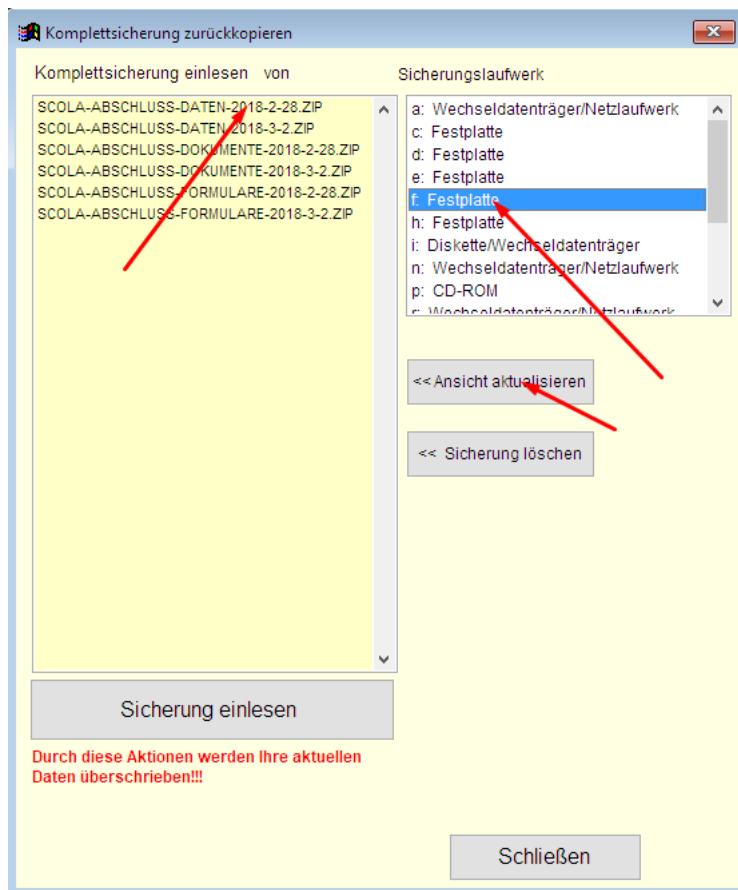 Komplettsicherung zurückkopieren
Komplettsicherung einlesen von
Sicherungslaufwerk
SCOLA-ABSCHLUSS-DATEN-2018-2-28.ZIP
SCOLA-ABSCHLUSS-DATEN-2018-3-2.ZIP
SCOLA-ABSCHLUSS-DOKUMENTE-2018-2-28.ZIP
SCOLA-ABSCHLUSS-DOKUMENTE-2018-3-2.ZIP
SCOLA-ABSCHLUSS-FORMULARE-2018-2-28.ZIP
SCOLA-ABSCHLUSS-FORMULARE-2018-3-2.ZIP
a: Wechseldatenträger/Netzlaufwerk
c: Festplatte
d: Festplatte
e: Festplatte
f: Festplatte
h: Festplatte
i: Diskette/Wechseldatenträger
n: Wechseldatenträger/Netzlaufwerk
p: CD-ROM
r: Wechseldatenträger/Netzlaufwerk
<< Ansicht aktualisieren
<< Sicherung löschen
Sicherung einlesen
Durch diese Aktionen werden Ihre aktuellen
Daten überschrieben!!!
Schließen